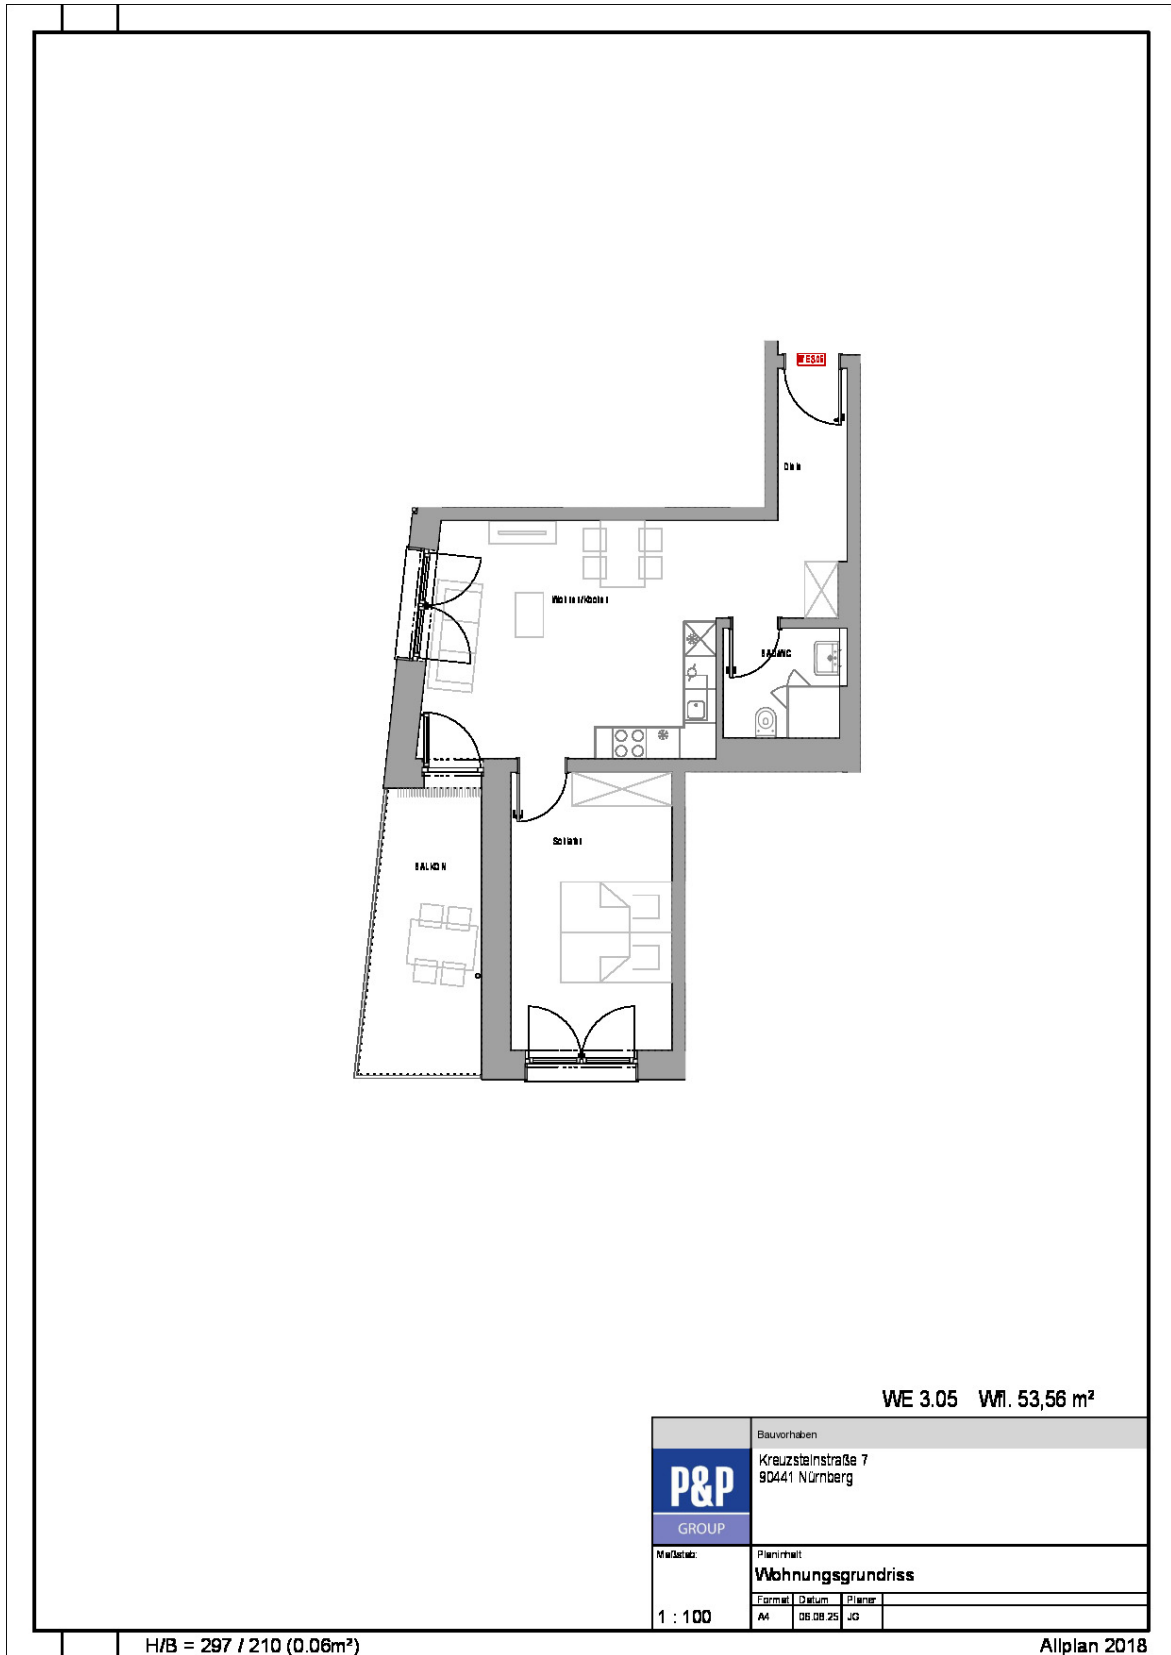 Diele
Wohnen/Kochen
BAD/WC
Schlafen
BALKON
WE 3.05 Wfl. 53,56 m²
Bauvorhaben
P&P
GROUP
Kreuzsteinstraße 7
90441 Nürnberg
Maßstab:
1 : 100
Planinhalt
Wohnungsgrundriss
Format Datum Planer
A4 06.08.25 JG
H/B = 297 / 210 (0.06m²)
Allplan 2018